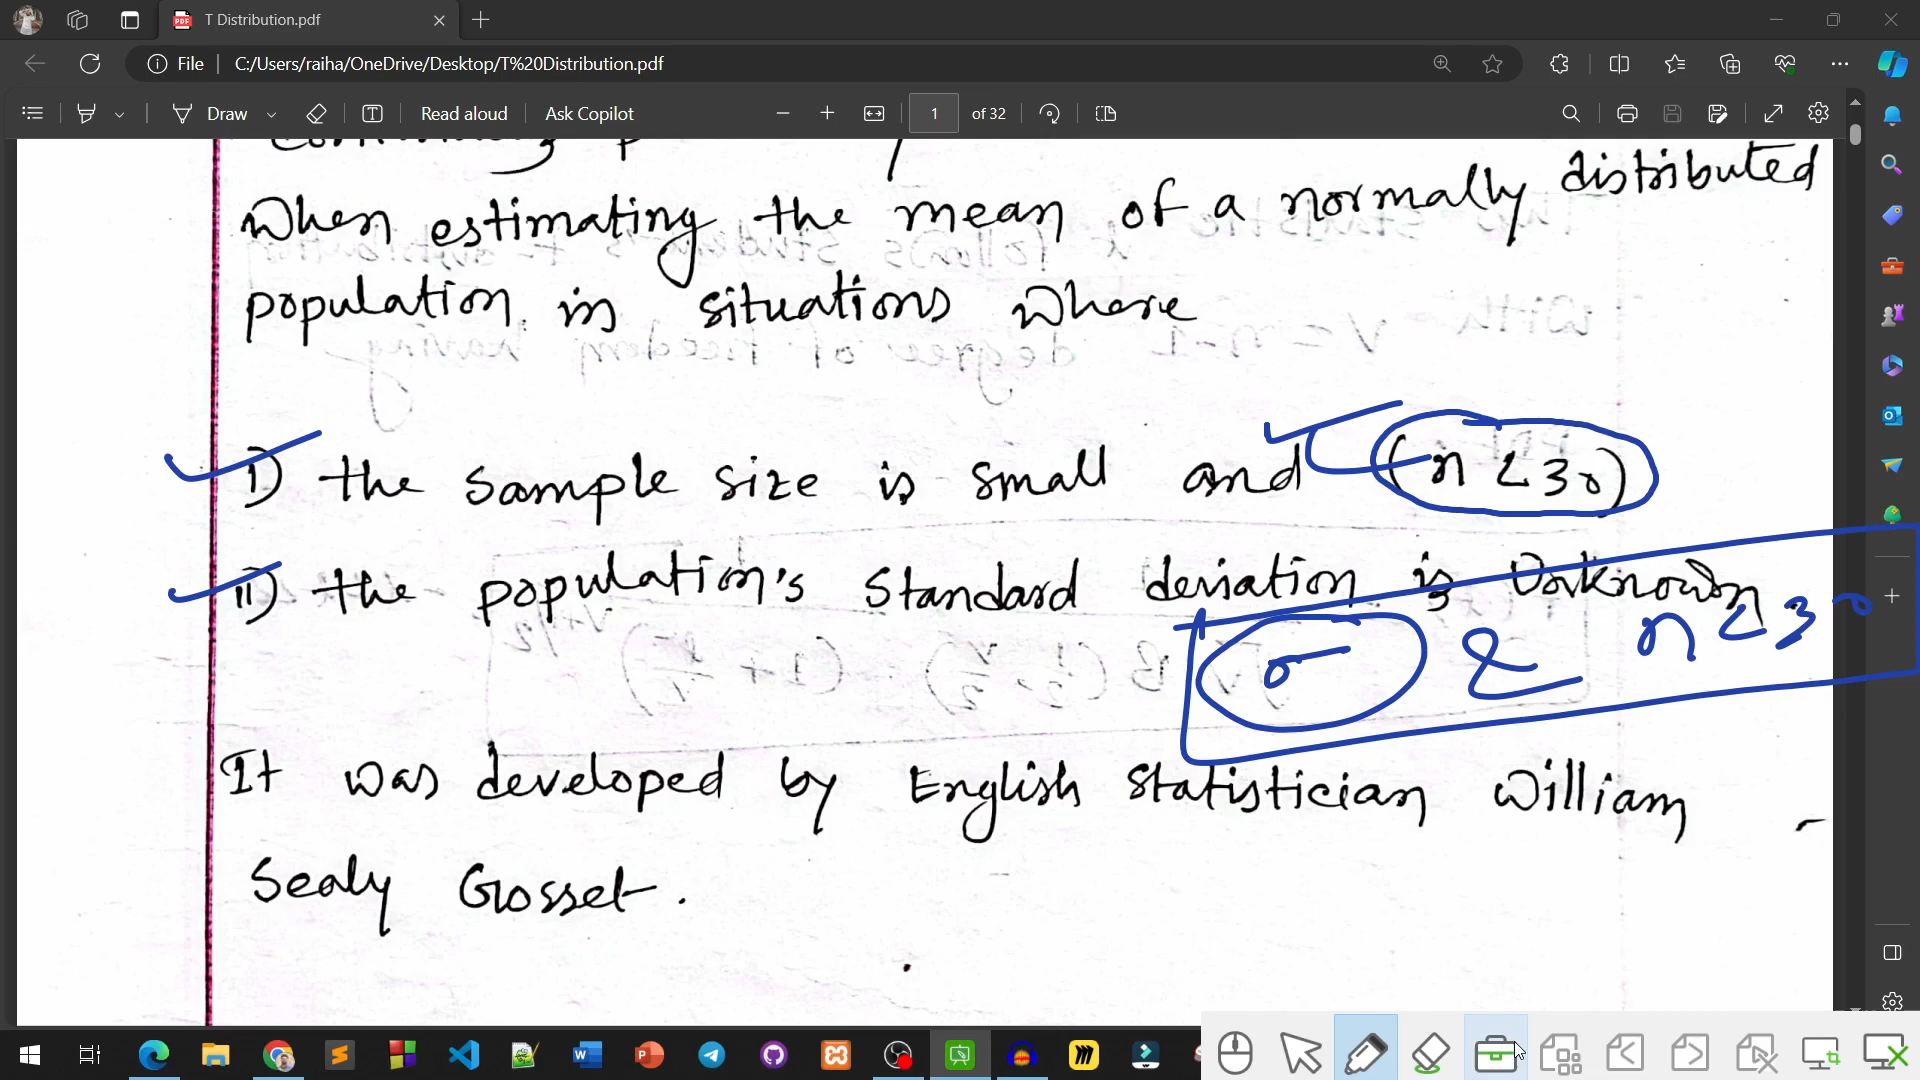 T Distribution.pdf
File
C:/Users/raiha/OneDrive/Desktop/T%20Distribution.pdf
Draw
Read aloud
Ask Copilot
1
of 32
when estimating the mean of a normally distributed
population in situations where
I) the sample size is small and (n < 30)
II) the population's standard deviation is Unknown
σ & n < 30
It was developed by English Statistician William
Sealy Gosset.